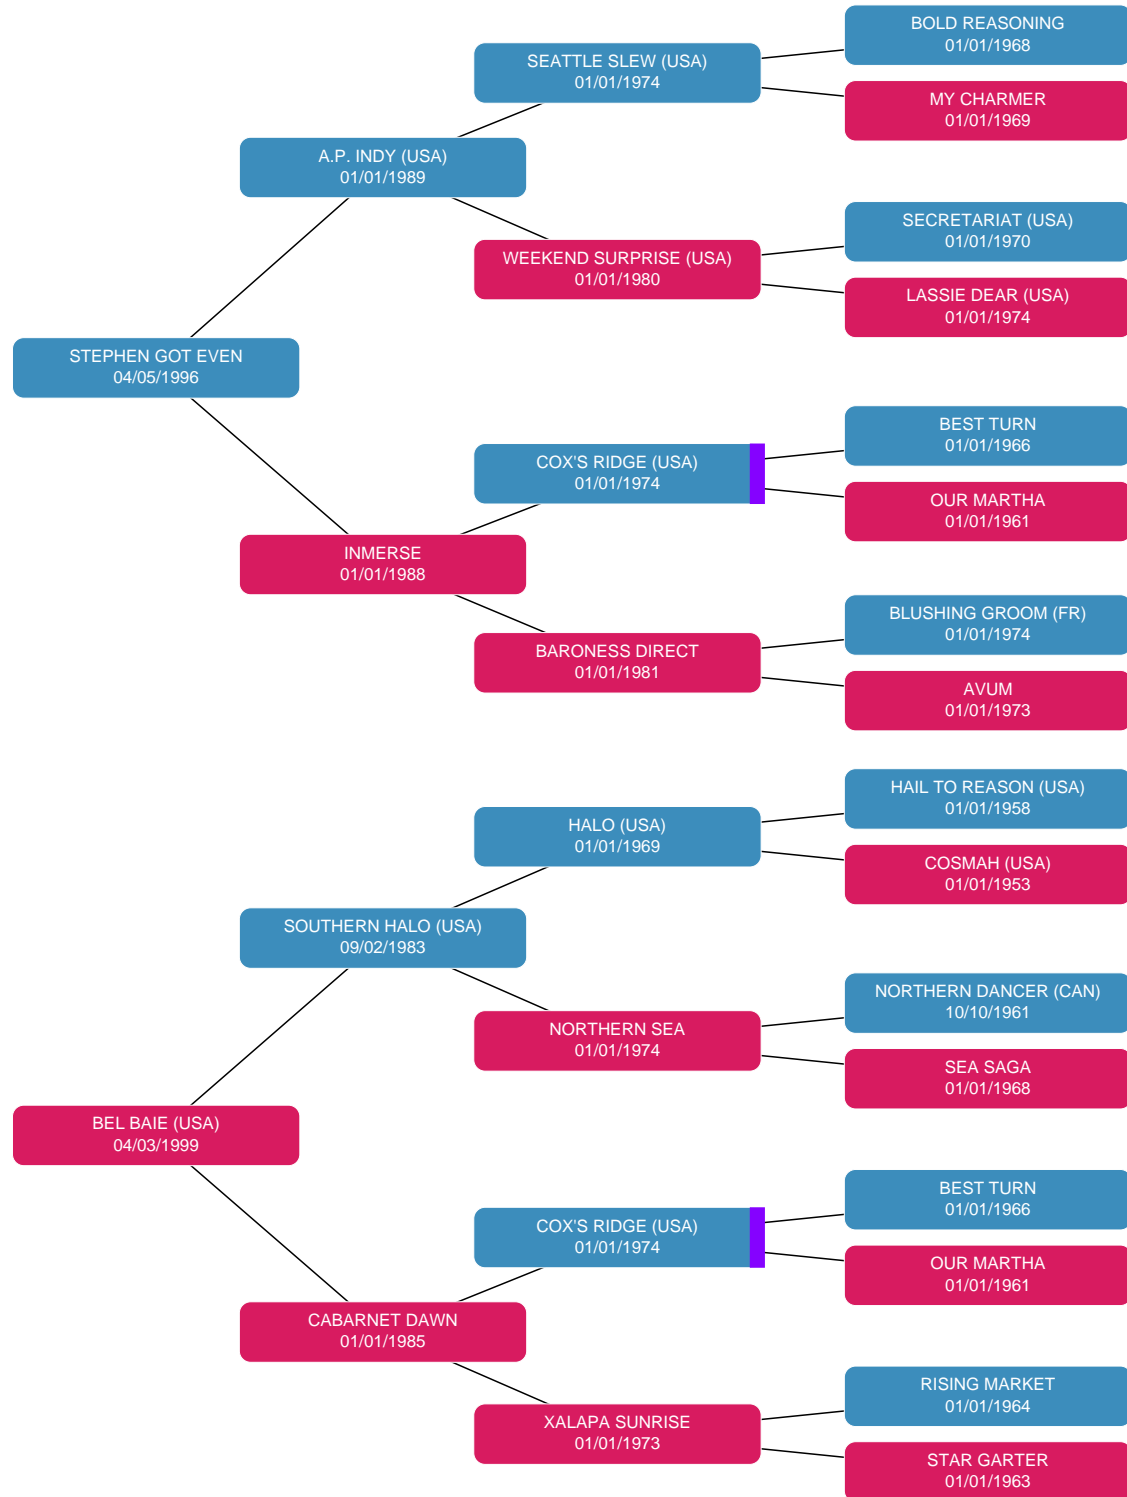 BOLD REASONING
01/01/1968
SEATTLE SLEW (USA)
01/01/1974
MY CHARMER
01/01/1969
A.P. INDY (USA)
01/01/1989
SECRETARIAT (USA)
01/01/1970
WEEKEND SURPRISE (USA)
01/01/1980
LASSIE DEAR (USA)
01/01/1974
STEPHEN GOT EVEN
04/05/1996
BEST TURN
01/01/1966
COX'S RIDGE (USA)
01/01/1974
OUR MARTHA
01/01/1961
INMERSE
01/01/1988
BLUSHING GROOM (FR)
01/01/1974
BARONESS DIRECT
01/01/1981
AVUM
01/01/1973
HAIL TO REASON (USA)
01/01/1958
HALO (USA)
01/01/1969
COSMAH (USA)
01/01/1953
SOUTHERN HALO (USA)
09/02/1983
NORTHERN DANCER (CAN)
10/10/1961
NORTHERN SEA
01/01/1974
SEA SAGA
01/01/1968
BEL BAIE (USA)
04/03/1999
BEST TURN
01/01/1966
COX'S RIDGE (USA)
01/01/1974
OUR MARTHA
01/01/1961
CABARNET DAWN
01/01/1985
RISING MARKET
01/01/1964
XALAPA SUNRISE
01/01/1973
STAR GARTER
01/01/1963